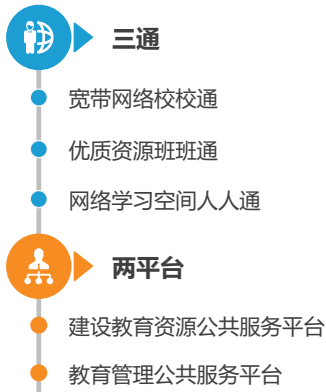 三通
宽带网络校校通
优质资源班班通
网络学习空间人人通
两平台
建设教育资源公共服务平台
教育管理公共服务平台